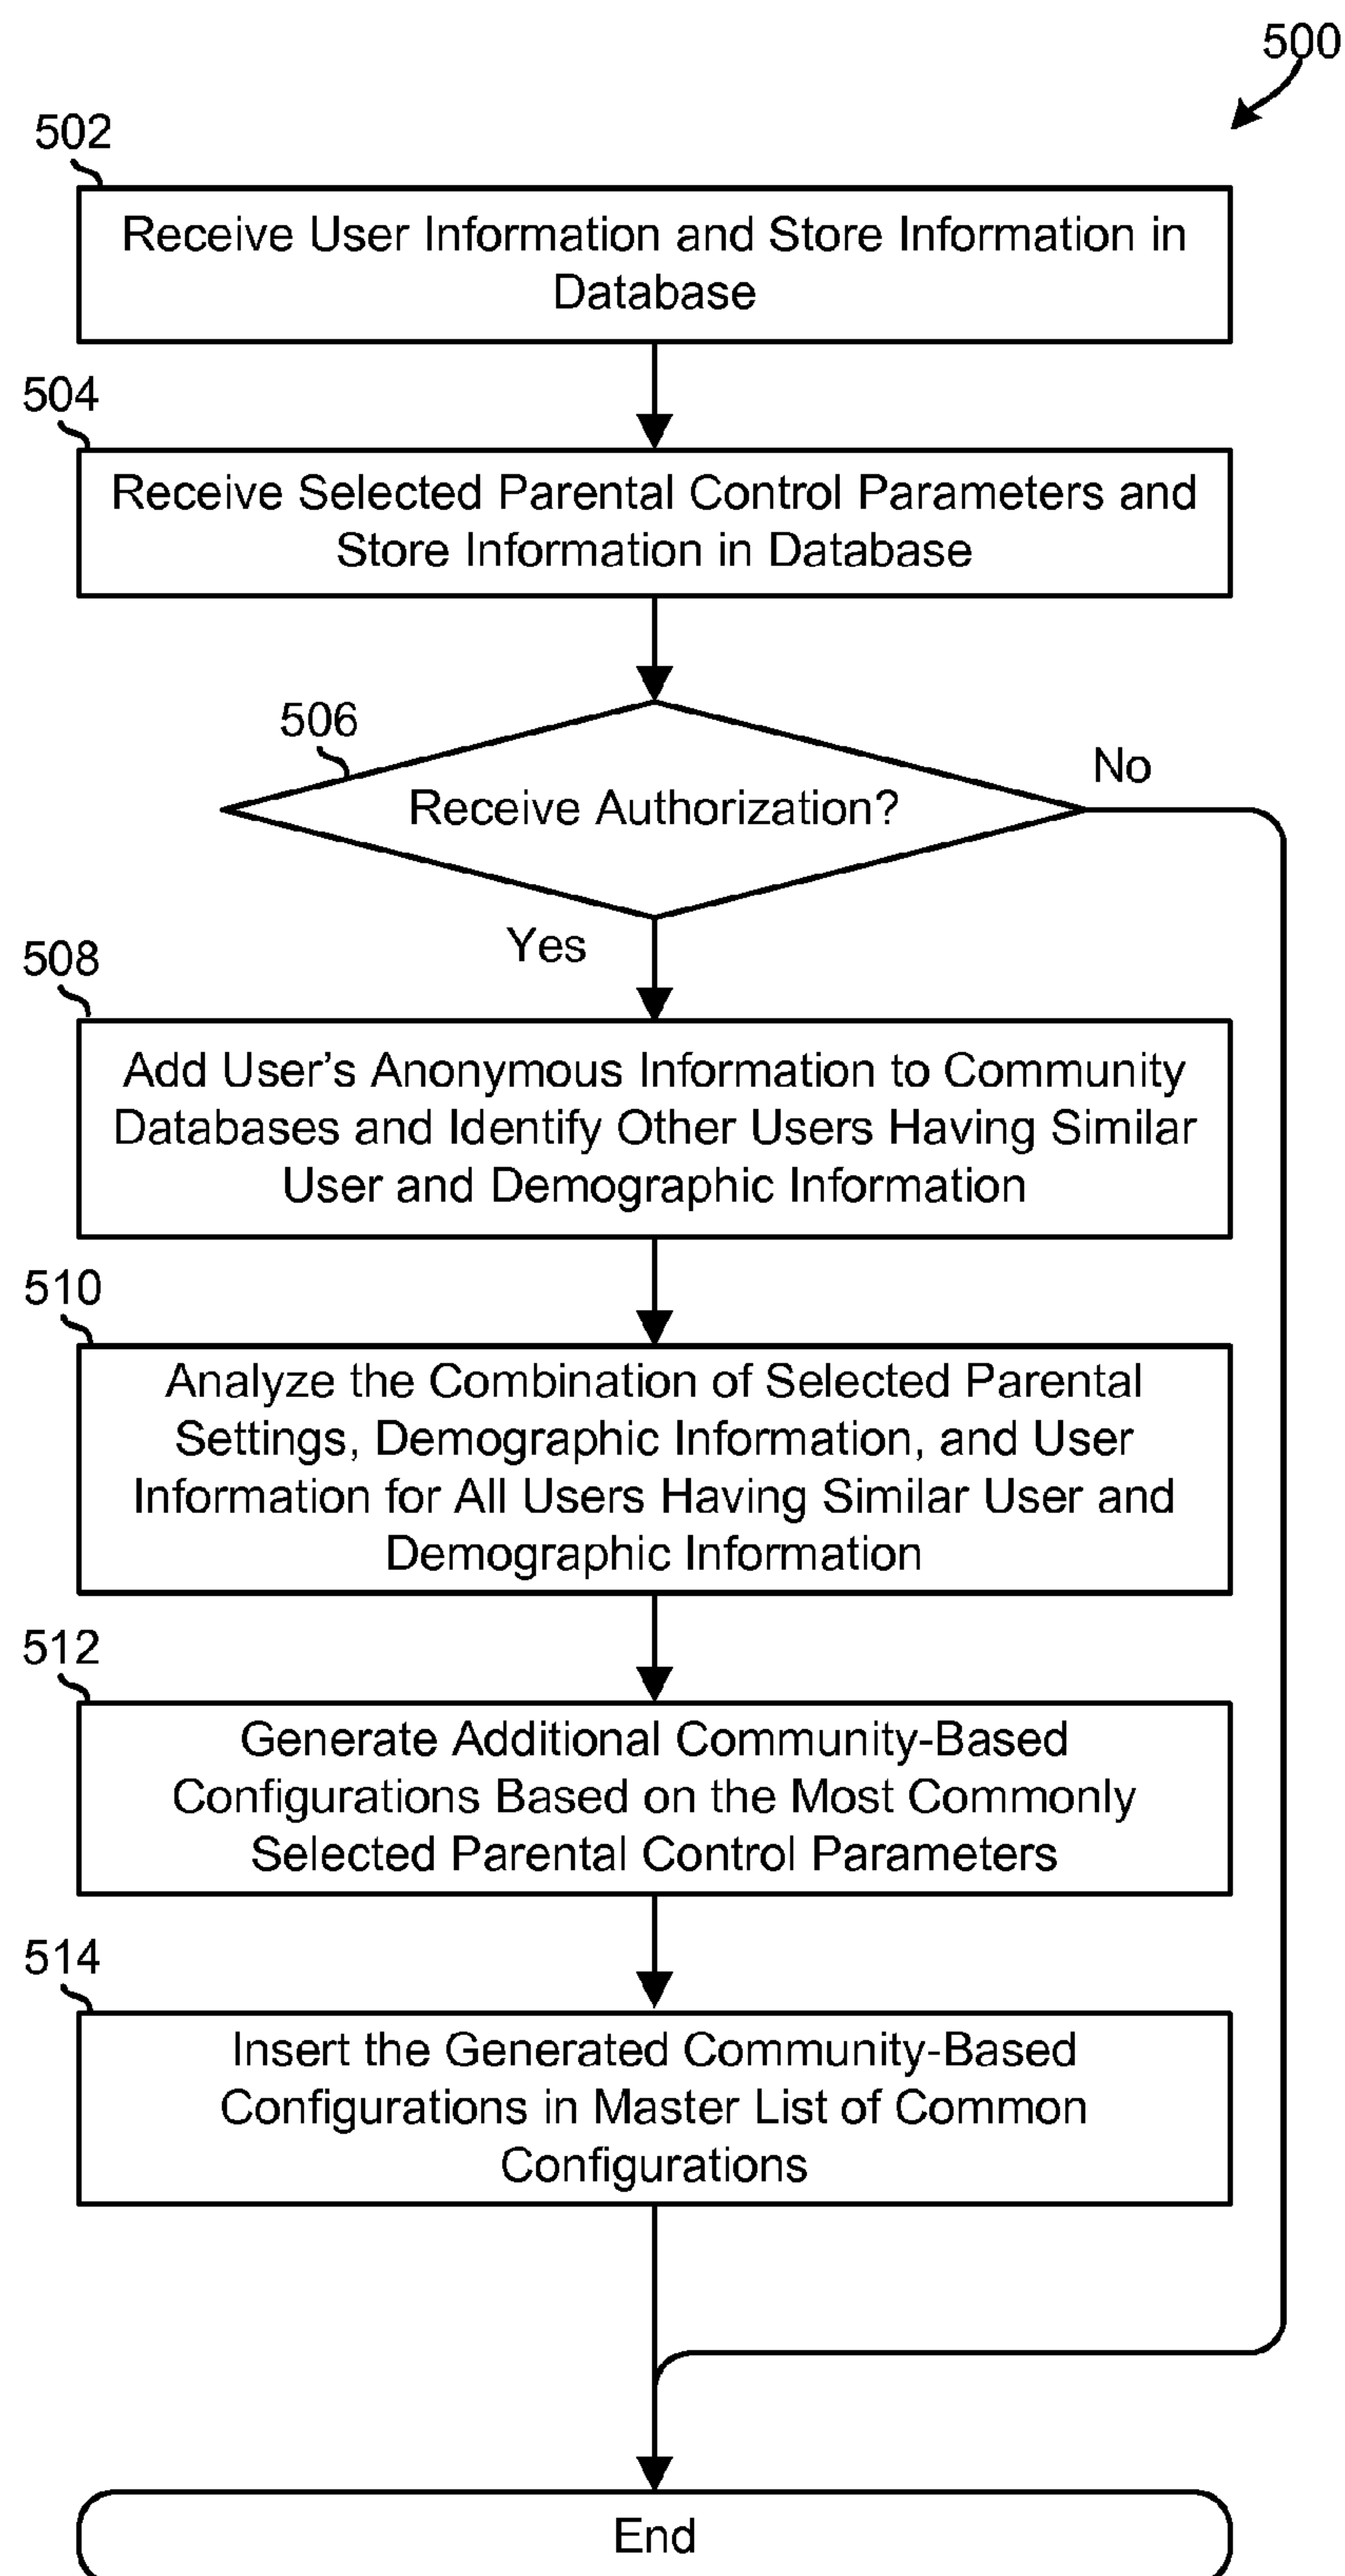 500
502
Receive User Information and Store Information in
Database
504
Receive Selected Parental Control Parameters and
Store Information in Database
506
Receive Authorization?
No
Yes
508
Add User’s Anonymous Information to Community
Databases and Identify Other Users Having Similar
User and Demographic Information
510
Analyze the Combination of Selected Parental
Settings, Demographic Information, and User
Information for All Users Having Similar User and
Demographic Information
512
Generate Additional Community-Based
Configurations Based on the Most Commonly
Selected Parental Control Parameters
514
Insert the Generated Community-Based
Configurations in Master List of Common
Configurations
End